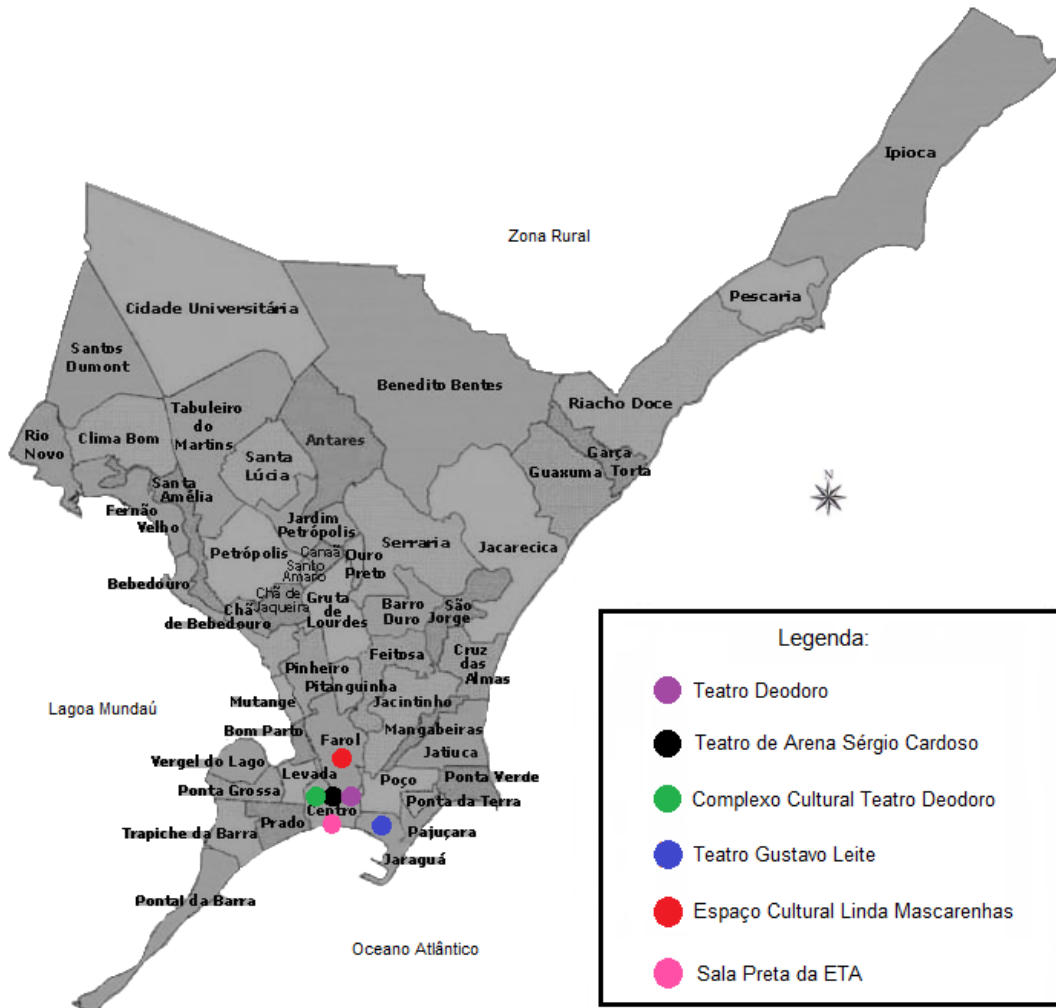 Ipioca
Zona Rural
Pescaria
Cidade Universitária
Santos
Dumont
Benedito Bentes
Riacho Doce
Tabuleiro
do
Martins
Rio
Novo
Clima Bom
Antares
Santa
Lúcia
Garça
Torta
Guaxuma
Santa
Amélia
Fernão
Velho
Jardim
Petrópolis
Petrópolis
Canaã
Santo
Amaro
Ouro
Preto
Serraria
Jacarecica
Bebedouro
Chã de
Jaqueira
Gruta
de
Lourdes
Chã
de Bebedouro
Barro
Duro
São
Jorge
Feitosa
Cruz
das
Almas
Pinheiro
Pitanguinha
Jacintinho
Mutange
Lagoa Mundaú
Bom Parto
Mangabeiras
Farol
Jatiuca
Vergel do Lago
Levada
Poço
Ponta Verde
Ponta Grossa
Centro
Ponta da Terra
Prado
Trapiche da Barra
Pajuçara
Jaraguá
Pontal da Barra
Oceano Atlântico
N
Legenda:
Teatro Deodoro
Teatro de Arena Sérgio Cardoso
Complexo Cultural Teatro Deodoro
Teatro Gustavo Leite
Espaço Cultural Linda Mascarenhas
Sala Preta da ETA